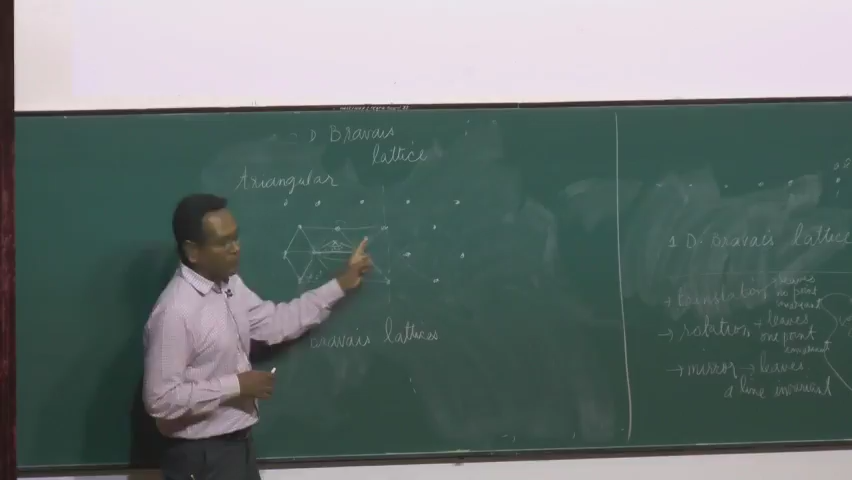 D Bravais
lattice
Triangular
Bravais lattices
1 D. Bravais lattice
translation leaves
no point
invariant
→ rotation → leaves
one point
invariant
→ mirror → leaves
a line invariant